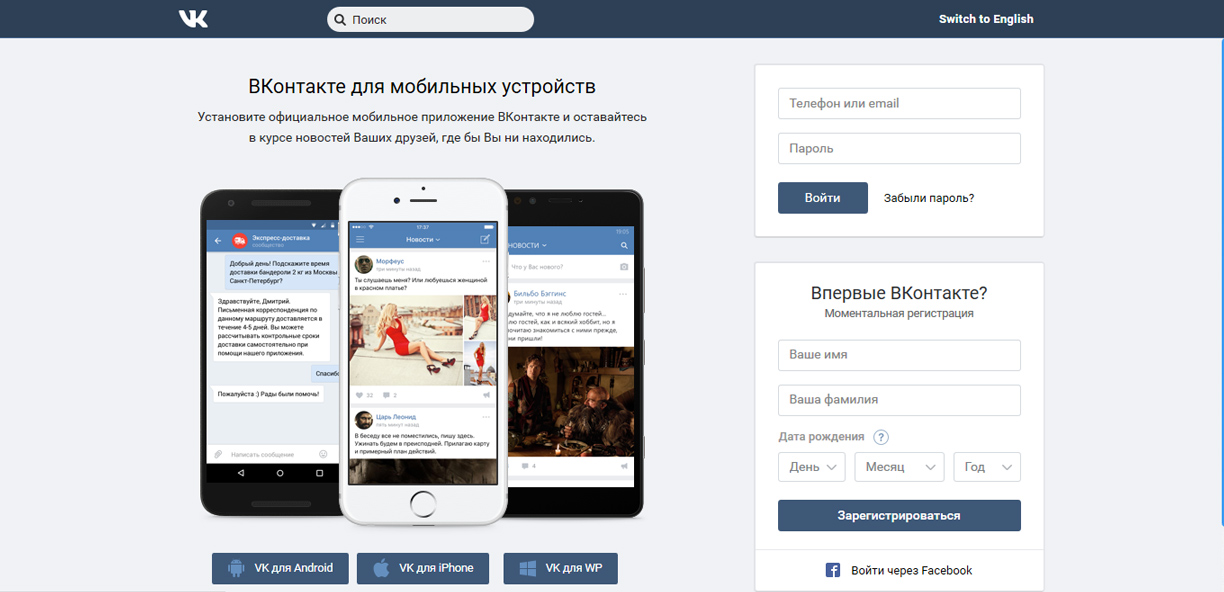 VK
Поиск
Switch to English
ВКонтакте для мобильных устройств
Установите официальное мобильное приложение ВКонтакте и оставайтесь
в курсе новостей Ваших друзей, где бы Вы ни находились.
Экспресс-доставка
сообщество
Добрый день! Подскажите время
доставки бандероли 2 кг из Москвы
Санкт-Петербург?
Здравствуйте, Дмитрий.
Письменная корреспонденция по
данному маршруту доставляется в
течение 4-5 дней. Вы можете
рассчитывать контрольные сроки
доставки самостоятельно при
помощи нашего приложения.
Спасибо
Пожалуйста :) Рады были помочь!
Написать сообщение
17:37
Новости
Морфеус
три минуты назад
Ты слушаешь меня? Или любуешься женщиной
в красном платье?
32
2
Царь Леонид
пять минут назад
В беседу все не поместились, пишу здесь.
Ужинать будем в преисподней. Прилагаю карту
и примерный план действий.
НОВОСТИ
Что у Вас нового?
Бильбо Бэггинс
три минуты назад
думайте, что я не люблю гостей...
лю гостей, как и всякий хоббит, но я
очитаю знакомиться с ними прежде,
ни пришли!
4
VK для Android
VK для iPhone
VK для WP
Телефон или email
Пароль
Войти
Забыли пароль?
Впервые ВКонтакте?
Моментальная регистрация
Ваше имя
Ваша фамилия
Дата рождения ?
День
Месяц
Год
Зарегистрироваться
Войти через Facebook